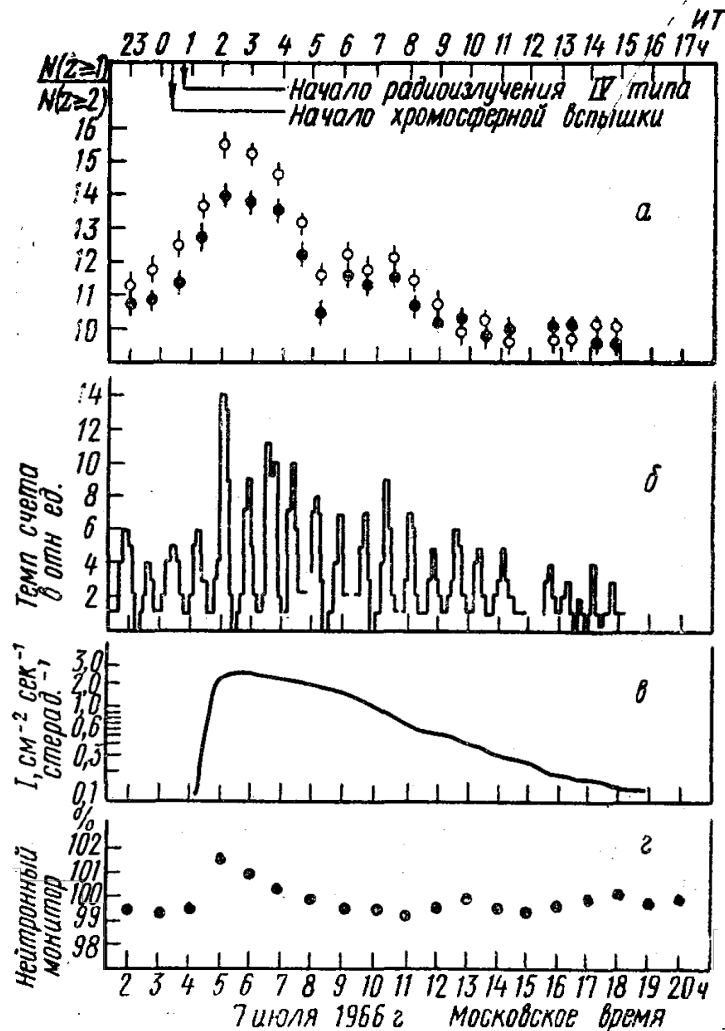 ИТ
23 0 1 2 3 4 5 6 7 8 9 10 11 12 13 14 15 16 17ч
N(z≥1)
N(z≥2)
Начало радиоизлучения IV типа
Начало хромосферной вспышки
16
15
14
13
12
11
10
а
14
12
10
8
6
4
2
Темп счета
в отн ед.
б
3,0
2,0
1,0
0,6
0,3
0,1
I, см⁻² сек⁻¹
стерад.⁻¹
в
%
102
101
100
99
98
Нейтронный
монитор
г
2 3 4 5 6 7 8 9 10 11 12 13 14 15 16 17 18 19 20ч
7 июля 1966 г Московское время